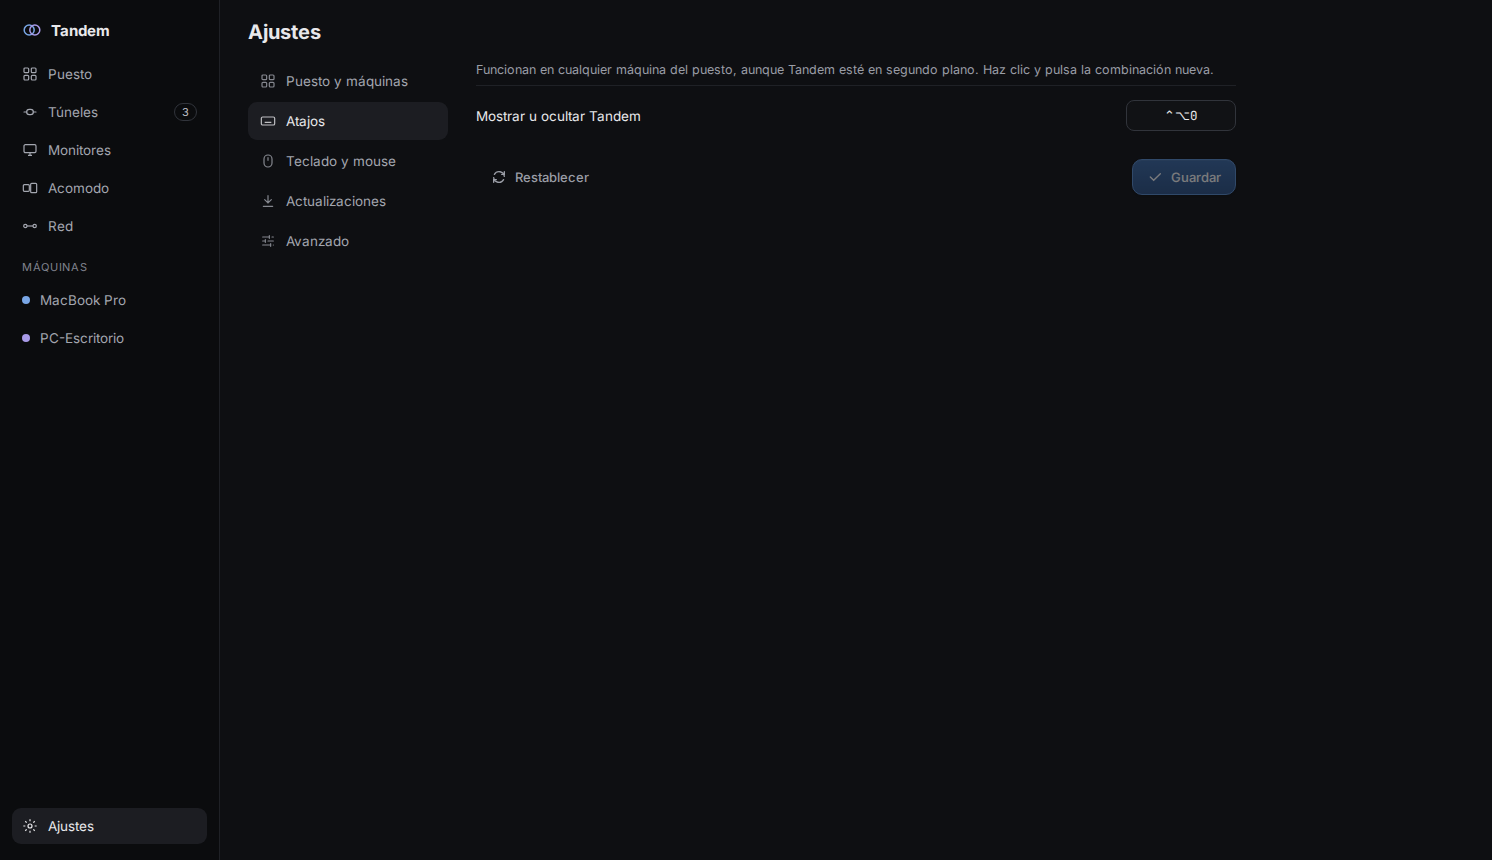 Tandem
Puesto
Túneles 3
Monitores
Acomodo
Red
MÁQUINAS
MacBook Pro
PC-Escritorio
Ajustes
Ajustes
Puesto y máquinas
Atajos
Teclado y mouse
Actualizaciones
Avanzado
Funcionan en cualquier máquina del puesto, aunque Tandem esté en segundo plano. Haz clic y pulsa la combinación nueva.
Mostrar u ocultar Tandem ⌃⌥0
Restablecer Guardar